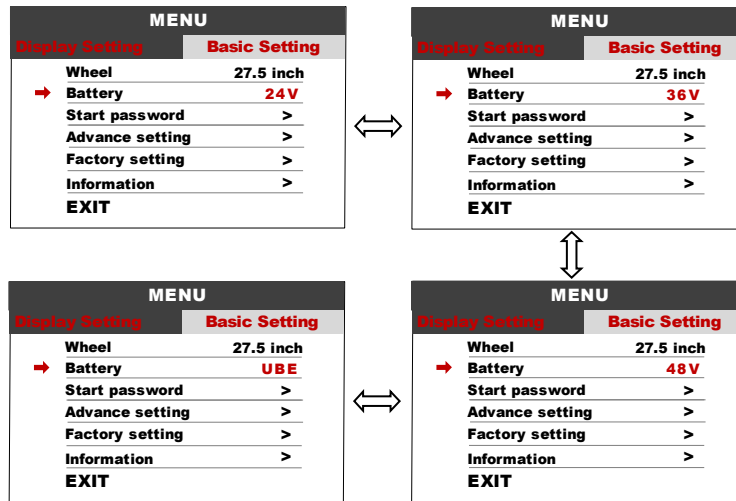 MENU
Display Setting Basic Setting
Wheel 27.5 inch
Battery 24V
Start password >
Advance setting >
Factory setting >
Information >
EXIT
MENU
Display Setting Basic Setting
Wheel 27.5 inch
Battery 36V
Start password >
Advance setting >
Factory setting >
Information >
EXIT
MENU
Display Setting Basic Setting
Wheel 27.5 inch
Battery UBE
Start password >
Advance setting >
Factory setting >
Information >
EXIT
MENU
Display Setting Basic Setting
Wheel 27.5 inch
Battery 48V
Start password >
Advance setting >
Factory setting >
Information >
EXIT